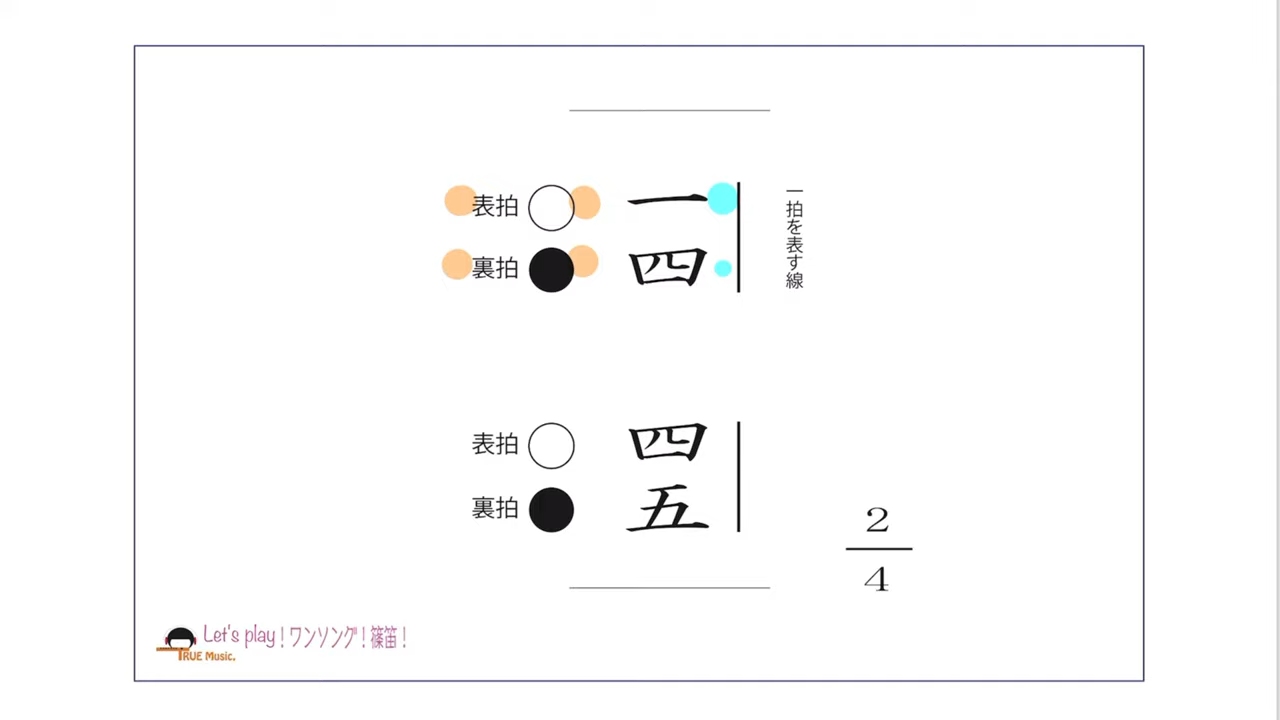 表拍 一
裏拍 四
一拍を表す線
表拍 四
裏拍 五
2
4
Let's play！ワンソング！篠笛！
TRUE Music.